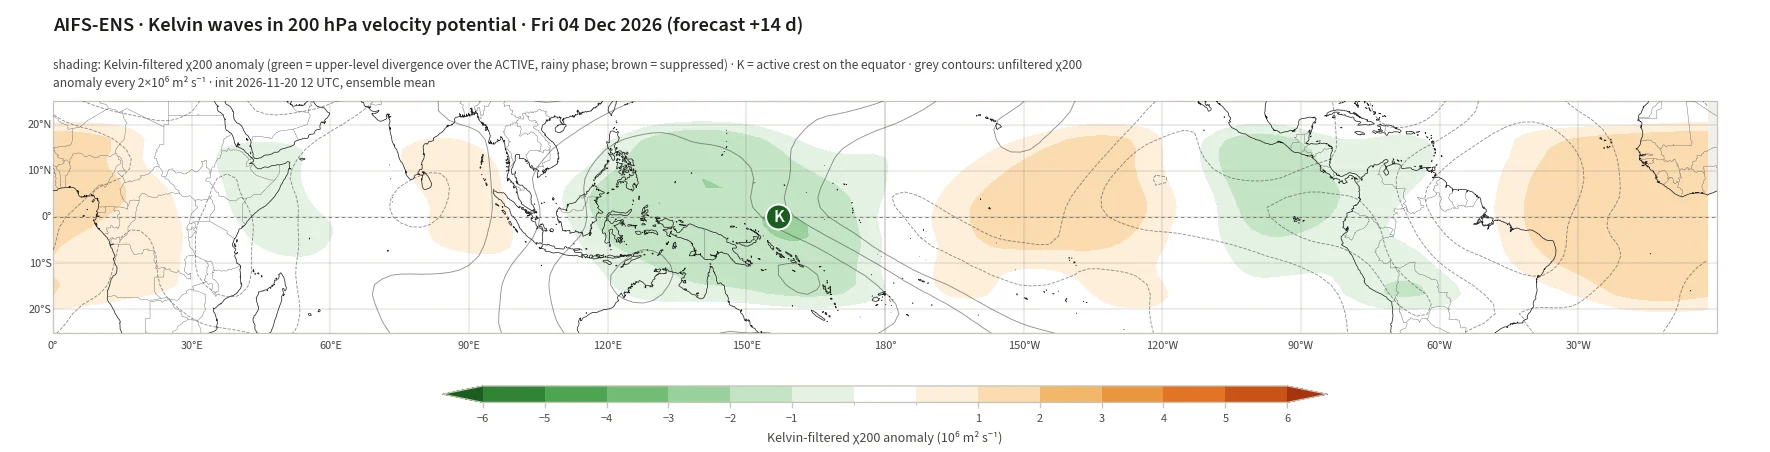 AIFS-ENS · Kelvin waves in 200 hPa velocity potential · Fri 04 Dec 2026 (forecast +14 d)
shading: Kelvin-filtered χ200 anomaly (green = upper-level divergence over the ACTIVE, rainy phase; brown = suppressed) · K = active crest on the equator · grey contours: unfiltered χ200
anomaly every 2×10⁶ m² s⁻¹ · init 2026-11-20 12 UTC, ensemble mean
20°N
10°N
0°
10°S
20°S
K
0° 30°E 60°E 90°E 120°E 150°E 180° 150°W 120°W 90°W 60°W 30°W
−6 −5 −4 −3 −2 −1 1 2 3 4 5 6
Kelvin-filtered χ200 anomaly (10⁶ m² s⁻¹)